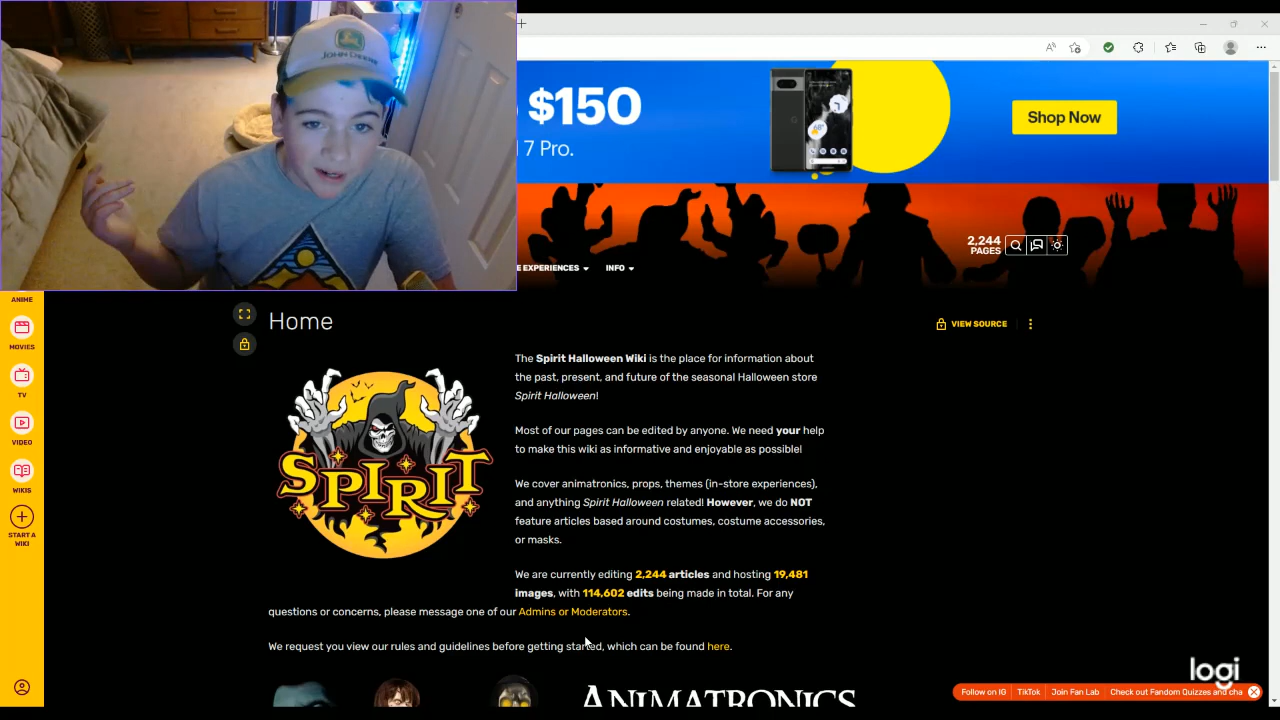 JOHN DEERE
$150
7 Pro.
Shop Now
2,244
PAGES
EXPERIENCES
INFO
ANIME
MOVIES
TV
VIDEO
WIKIS
START A
WIKI
Home
VIEW SOURCE
SPIRIT
The Spirit Halloween Wiki is the place for information about
the past, present, and future of the seasonal Halloween store
Spirit Halloween!
Most of our pages can be edited by anyone. We need your help
to make this wiki as informative and enjoyable as possible!
We cover animatronics, props, themes (in-store experiences),
and anything Spirit Halloween related! However, we do NOT
feature articles based around costumes, costume accessories,
or masks.
We are currently editing 2,244 articles and hosting 19,481
images, with 114,602 edits being made in total. For any
questions or concerns, please message one of our Admins or Moderators.
We request you view our rules and guidelines before getting started, which can be found here.
ANIMATRONICS
logi
Follow on IG
TikTok
Join Fan Lab
Check out Fandom Quizzes and cha